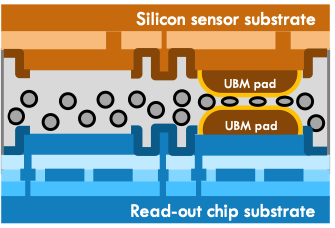 Silicon sensor substrate
UBM pad
UBM pad
Read-out chip substrate